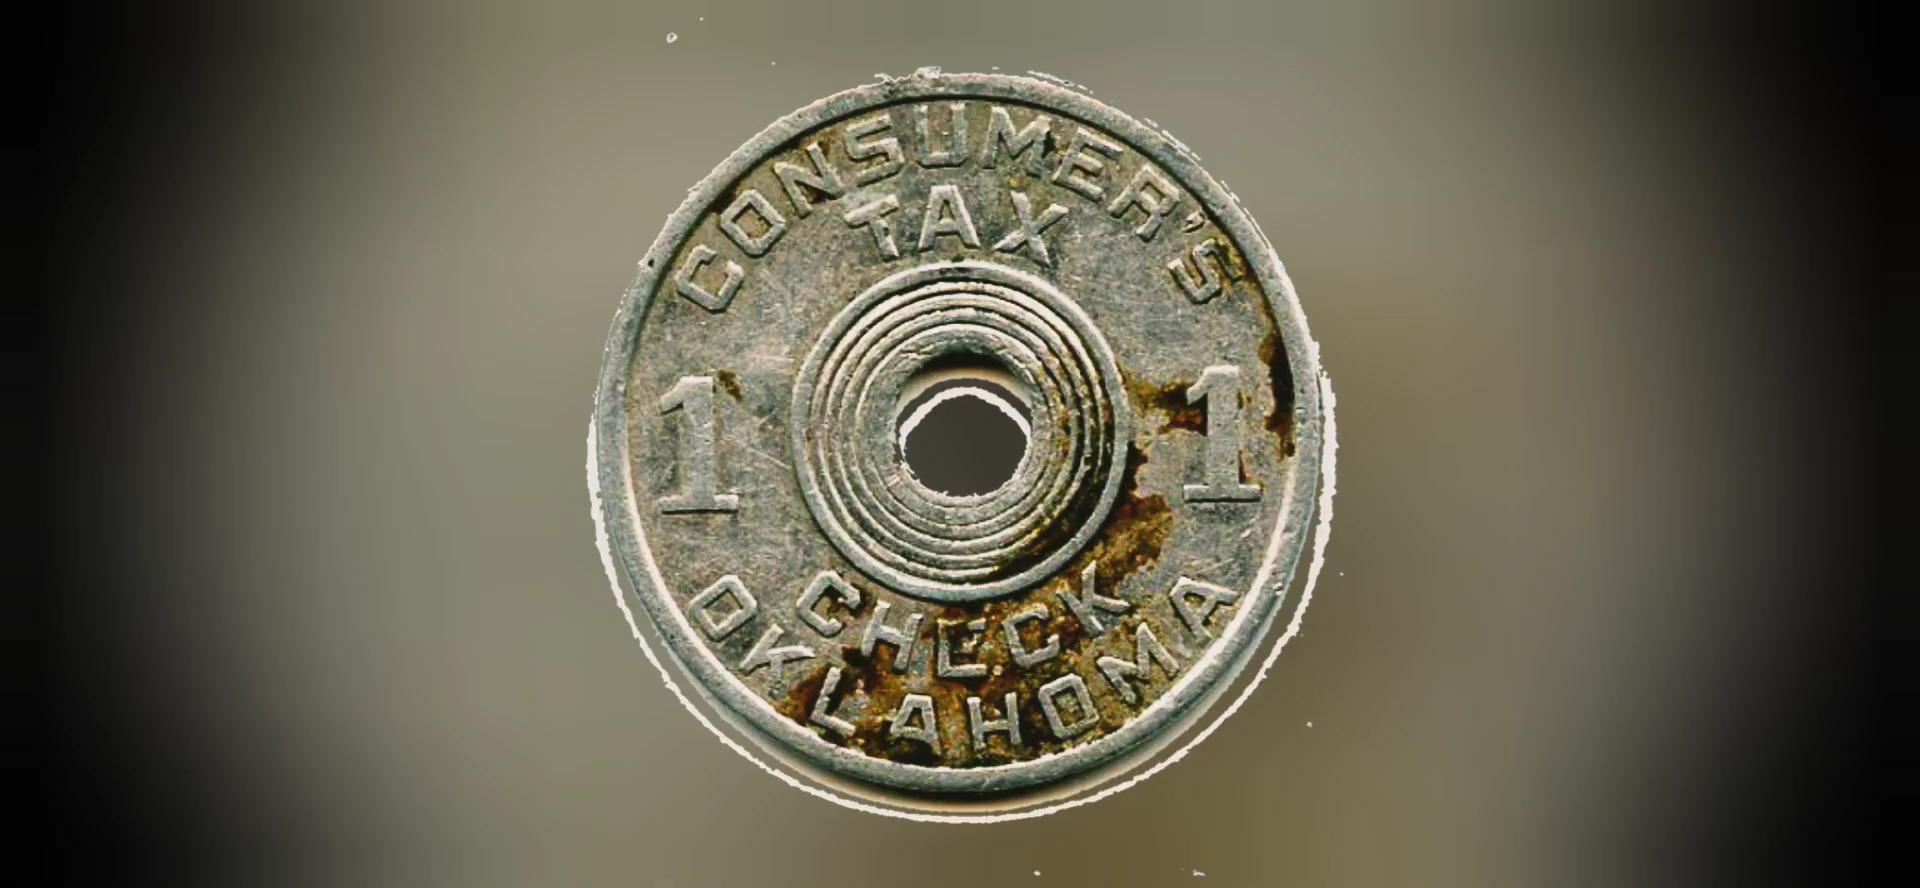 CONSUMER'S
TAX
1 1
CHECK
OKLAHOMA